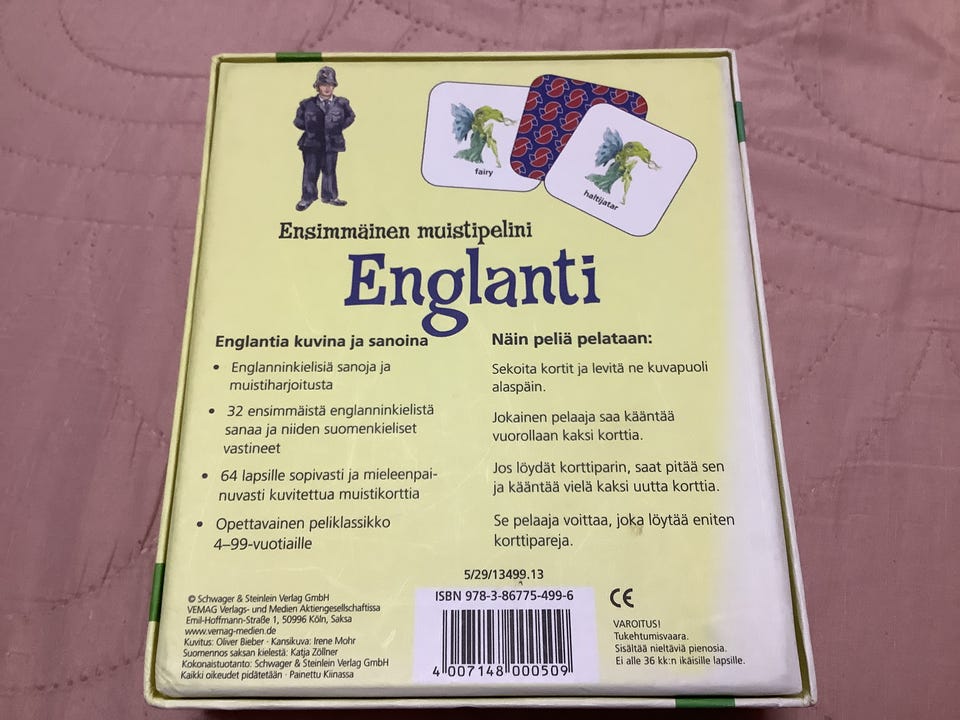 fairy
haltijatar
Ensimmäinen muistipelini
Englanti
Englantia kuvina ja sanoina
• Englanninkielisiä sanoja ja
muistiharjoitusta
• 32 ensimmäistä englanninkielistä
sanaa ja niiden suomenkieliset
vastineet
• 64 lapsille sopivasti ja mieleenpai-
nuvasti kuvitettua muistikorttia
• Opettavainen peliklassikko
4–99-vuotiaille
Näin peliä pelataan:
Sekoita kortit ja levitä ne kuvapuoli
alaspäin.
Jokainen pelaaja saa kääntää
vuorollaan kaksi korttia.
Jos löydät korttiparin, saat pitää sen
ja kääntää vielä kaksi uutta korttia.
Se pelaaja voittaa, joka löytää eniten
korttipareja.
5/29/13499.13
© Schwager & Steinlein Verlag GmbH
VEMAG Verlags- und Medien Aktiengesellschaftissa
Emil-Hoffmann-Straße 1, 50996 Köln, Saksa
www.vemag-medien.de
Kuvitus: Oliver Bieber · Kansikuva: Irene Mohr
Suomennos saksan kielestä: Katja Zöllner
Kokonaistuotanto: Schwager & Steinlein Verlag GmbH
Kaikki oikeudet pidätetään · Painettu Kiinassa
ISBN 978-3-86775-499-6
4 007148 000509
CE
VAROITUS!
Tukehtumisvaara.
Sisältää nieltäviä pienosia.
Ei alle 36 kk:n ikäisille lapsille.